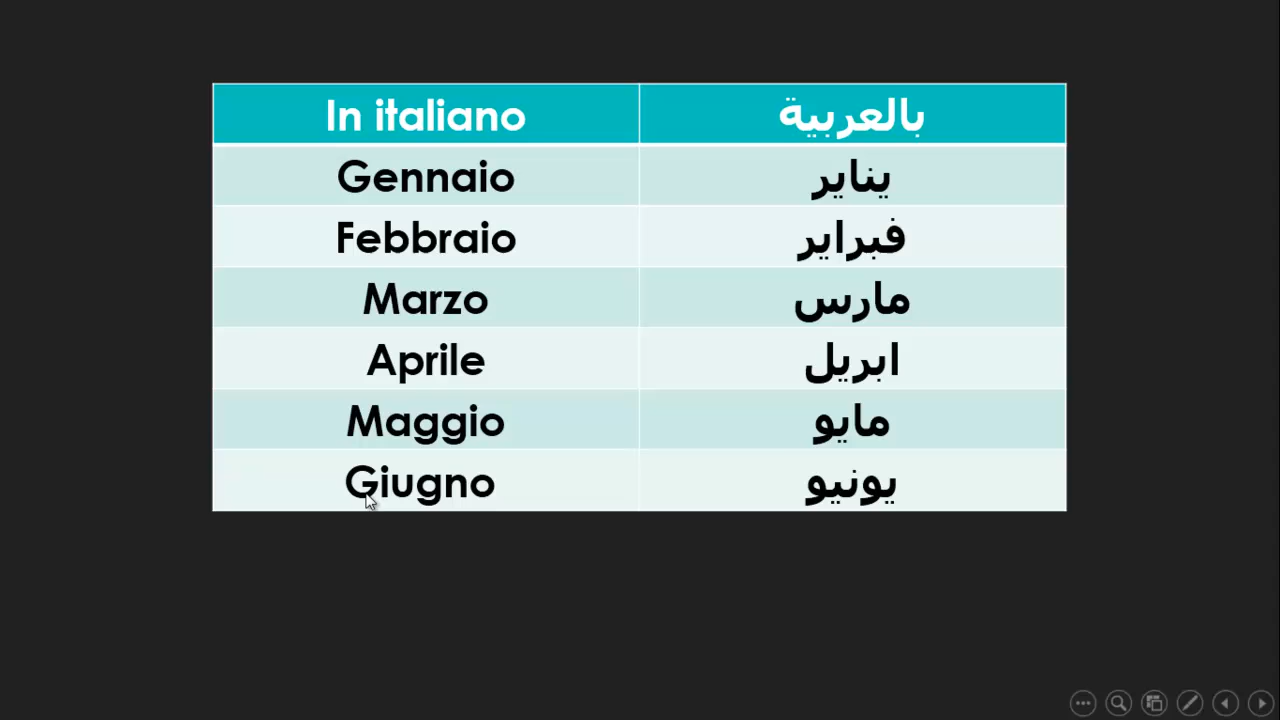 In italiano بالعربية
Gennaio يناير
Febbraio فبراير
Marzo مارس
Aprile ابريل
Maggio مايو
Giugno يونيو